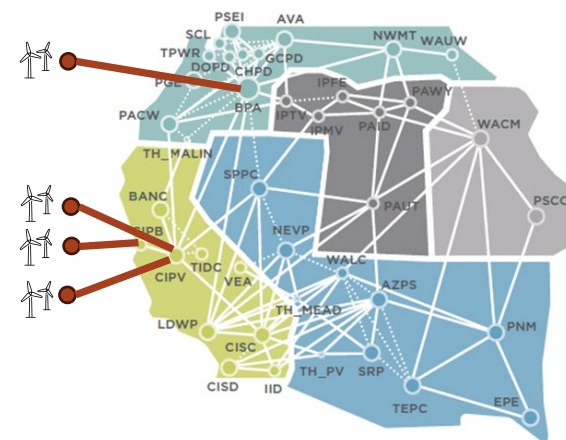 PSEI
AVA
SCL
NWMT
WAUW
TPWR
GCPD
DOPD
CHPD
PGE
BPA
IPFE
PAWY
PACW
IPTV
IPMV
PAID
WACM
TH_MALIN
SPPC
BANC
PAUT
PSCO
CIPB
NEVP
TIDC
WALC
CIPV
VEA
AZPS
TH_MEAD
LDWP
PNM
CISC
TH_PV
SRP
CISD
IID
TEPC
EPE